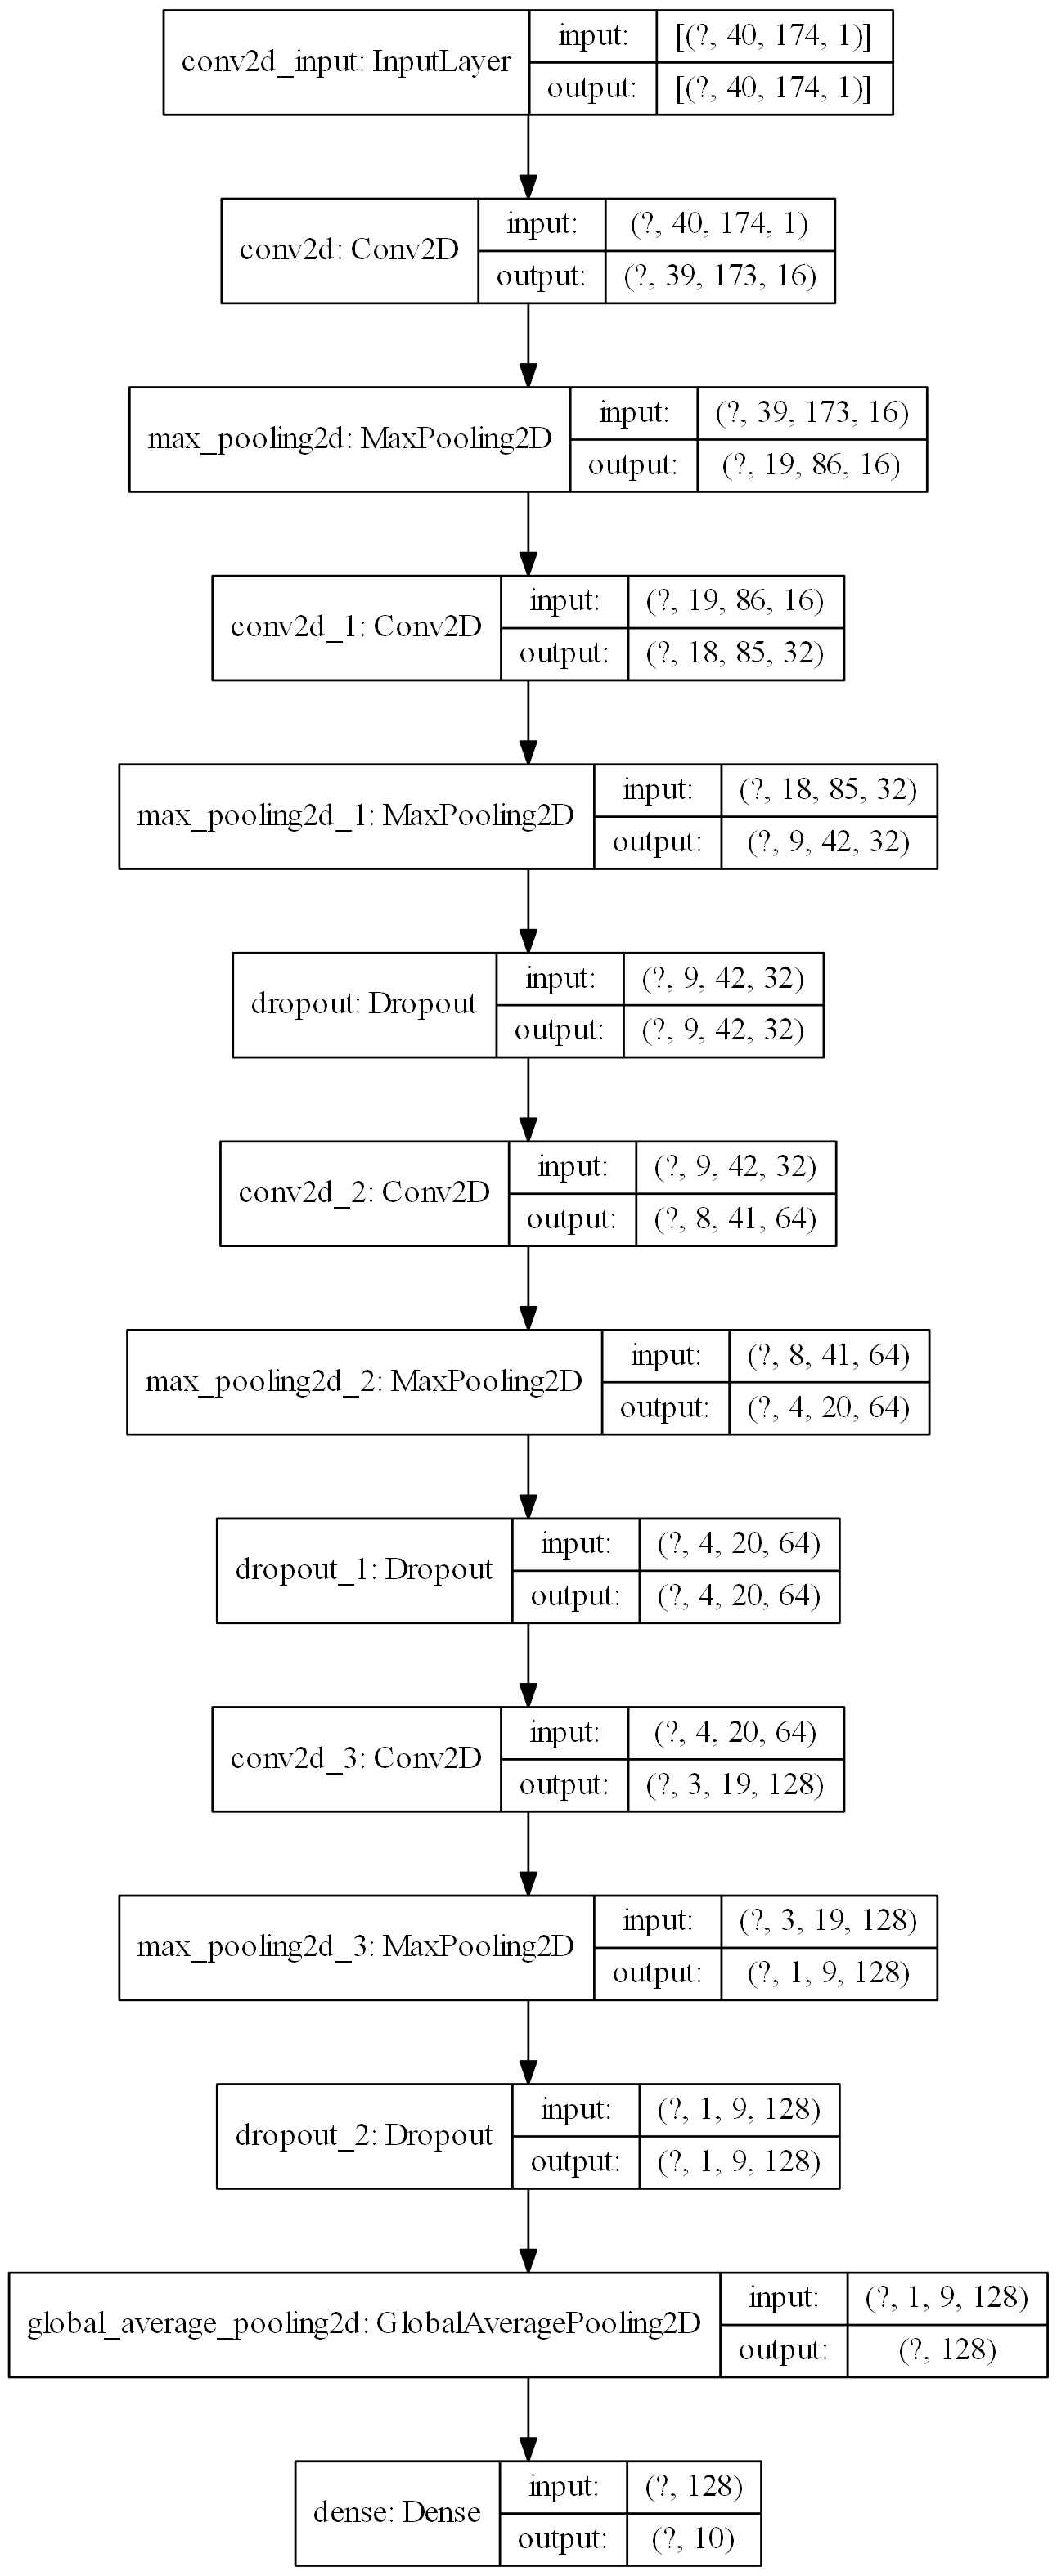 conv2d_input: InputLayer
input:
[(?, 40, 174, 1)]
output:
[(?, 40, 174, 1)]
conv2d: Conv2D
input:
(?, 40, 174, 1)
output:
(?, 39, 173, 16)
max_pooling2d: MaxPooling2D
input:
(?, 39, 173, 16)
output:
(?, 19, 86, 16)
conv2d_1: Conv2D
input:
(?, 19, 86, 16)
output:
(?, 18, 85, 32)
max_pooling2d_1: MaxPooling2D
input:
(?, 18, 85, 32)
output:
(?, 9, 42, 32)
dropout: Dropout
input:
(?, 9, 42, 32)
output:
(?, 9, 42, 32)
conv2d_2: Conv2D
input:
(?, 9, 42, 32)
output:
(?, 8, 41, 64)
max_pooling2d_2: MaxPooling2D
input:
(?, 8, 41, 64)
output:
(?, 4, 20, 64)
dropout_1: Dropout
input:
(?, 4, 20, 64)
output:
(?, 4, 20, 64)
conv2d_3: Conv2D
input:
(?, 4, 20, 64)
output:
(?, 3, 19, 128)
max_pooling2d_3: MaxPooling2D
input:
(?, 3, 19, 128)
output:
(?, 1, 9, 128)
dropout_2: Dropout
input:
(?, 1, 9, 128)
output:
(?, 1, 9, 128)
global_average_pooling2d: GlobalAveragePooling2D
input:
(?, 1, 9, 128)
output:
(?, 128)
dense: Dense
input:
(?, 128)
output:
(?, 10)